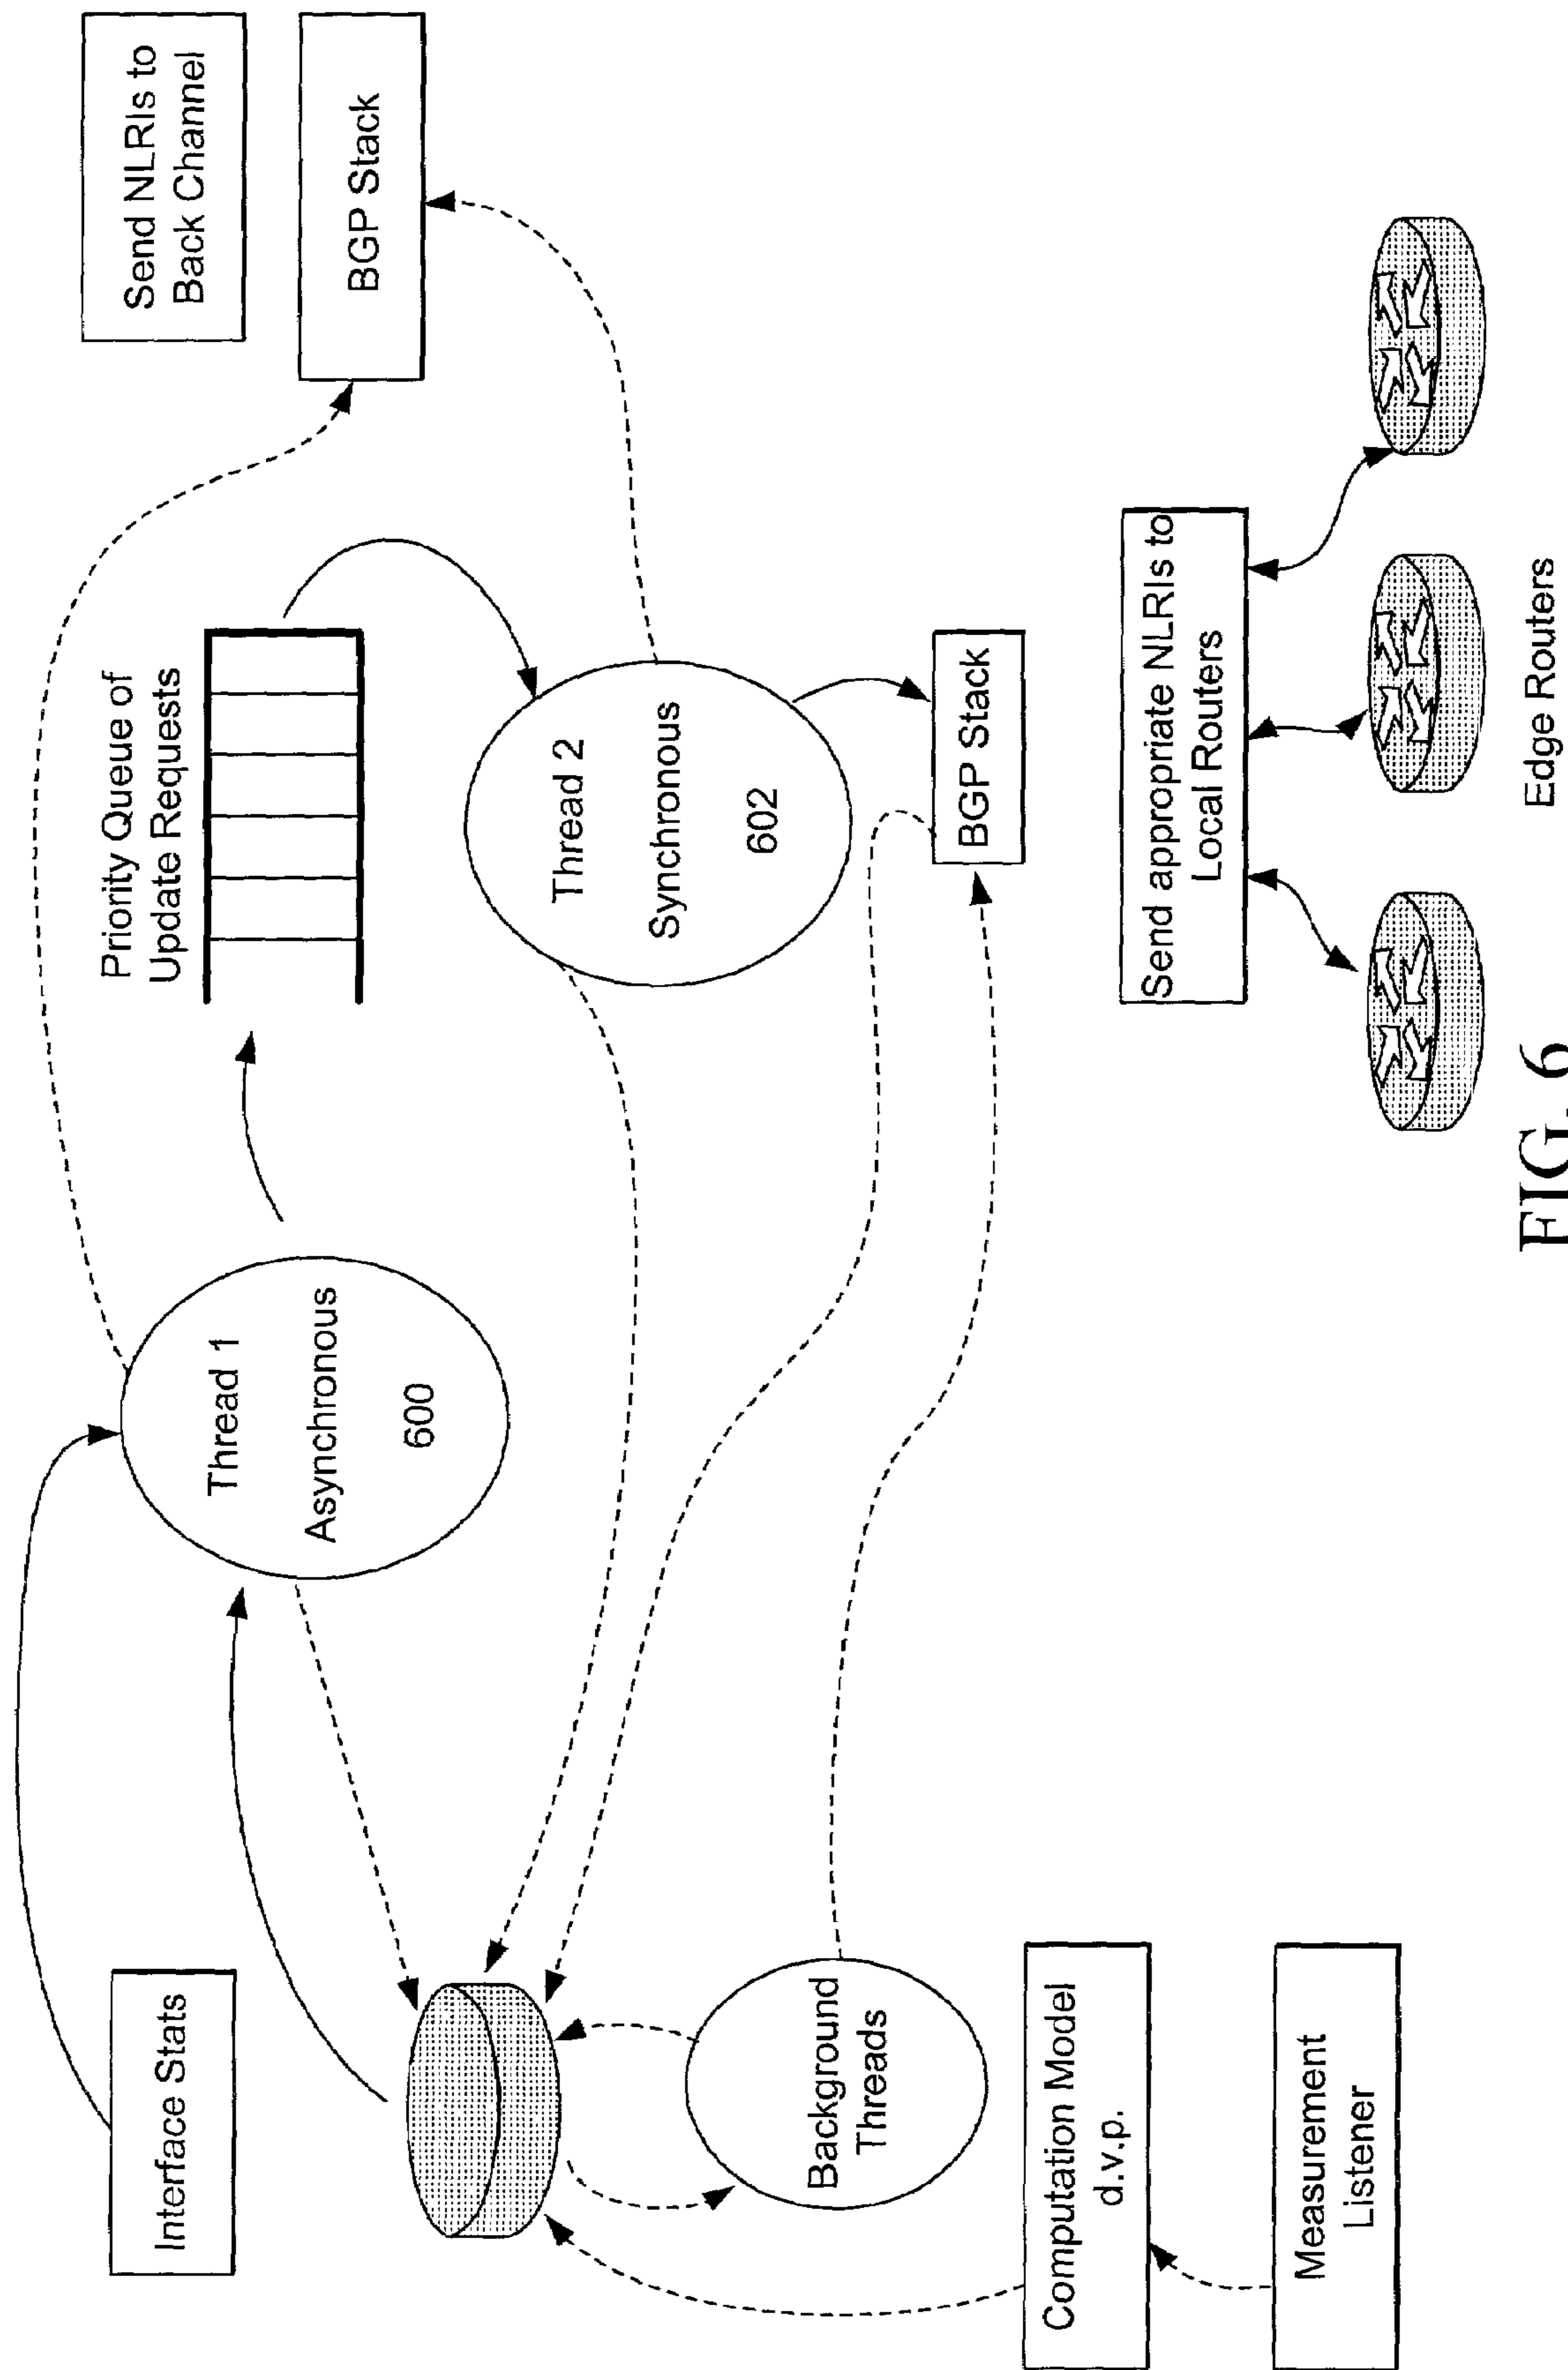 Interface Stats
Thread 1
Asynchronous
600
Priority Queue of
Update Requests
Send NLRIs to
Back Channel
BGP Stack
Thread 2
Synchronous
602
BGP Stack
Background
Threads
Computation Model
d.v.p.
Measurement
Listener
Send appropriate NLRIs to
Local Routers
Edge Routers
FIG. 6